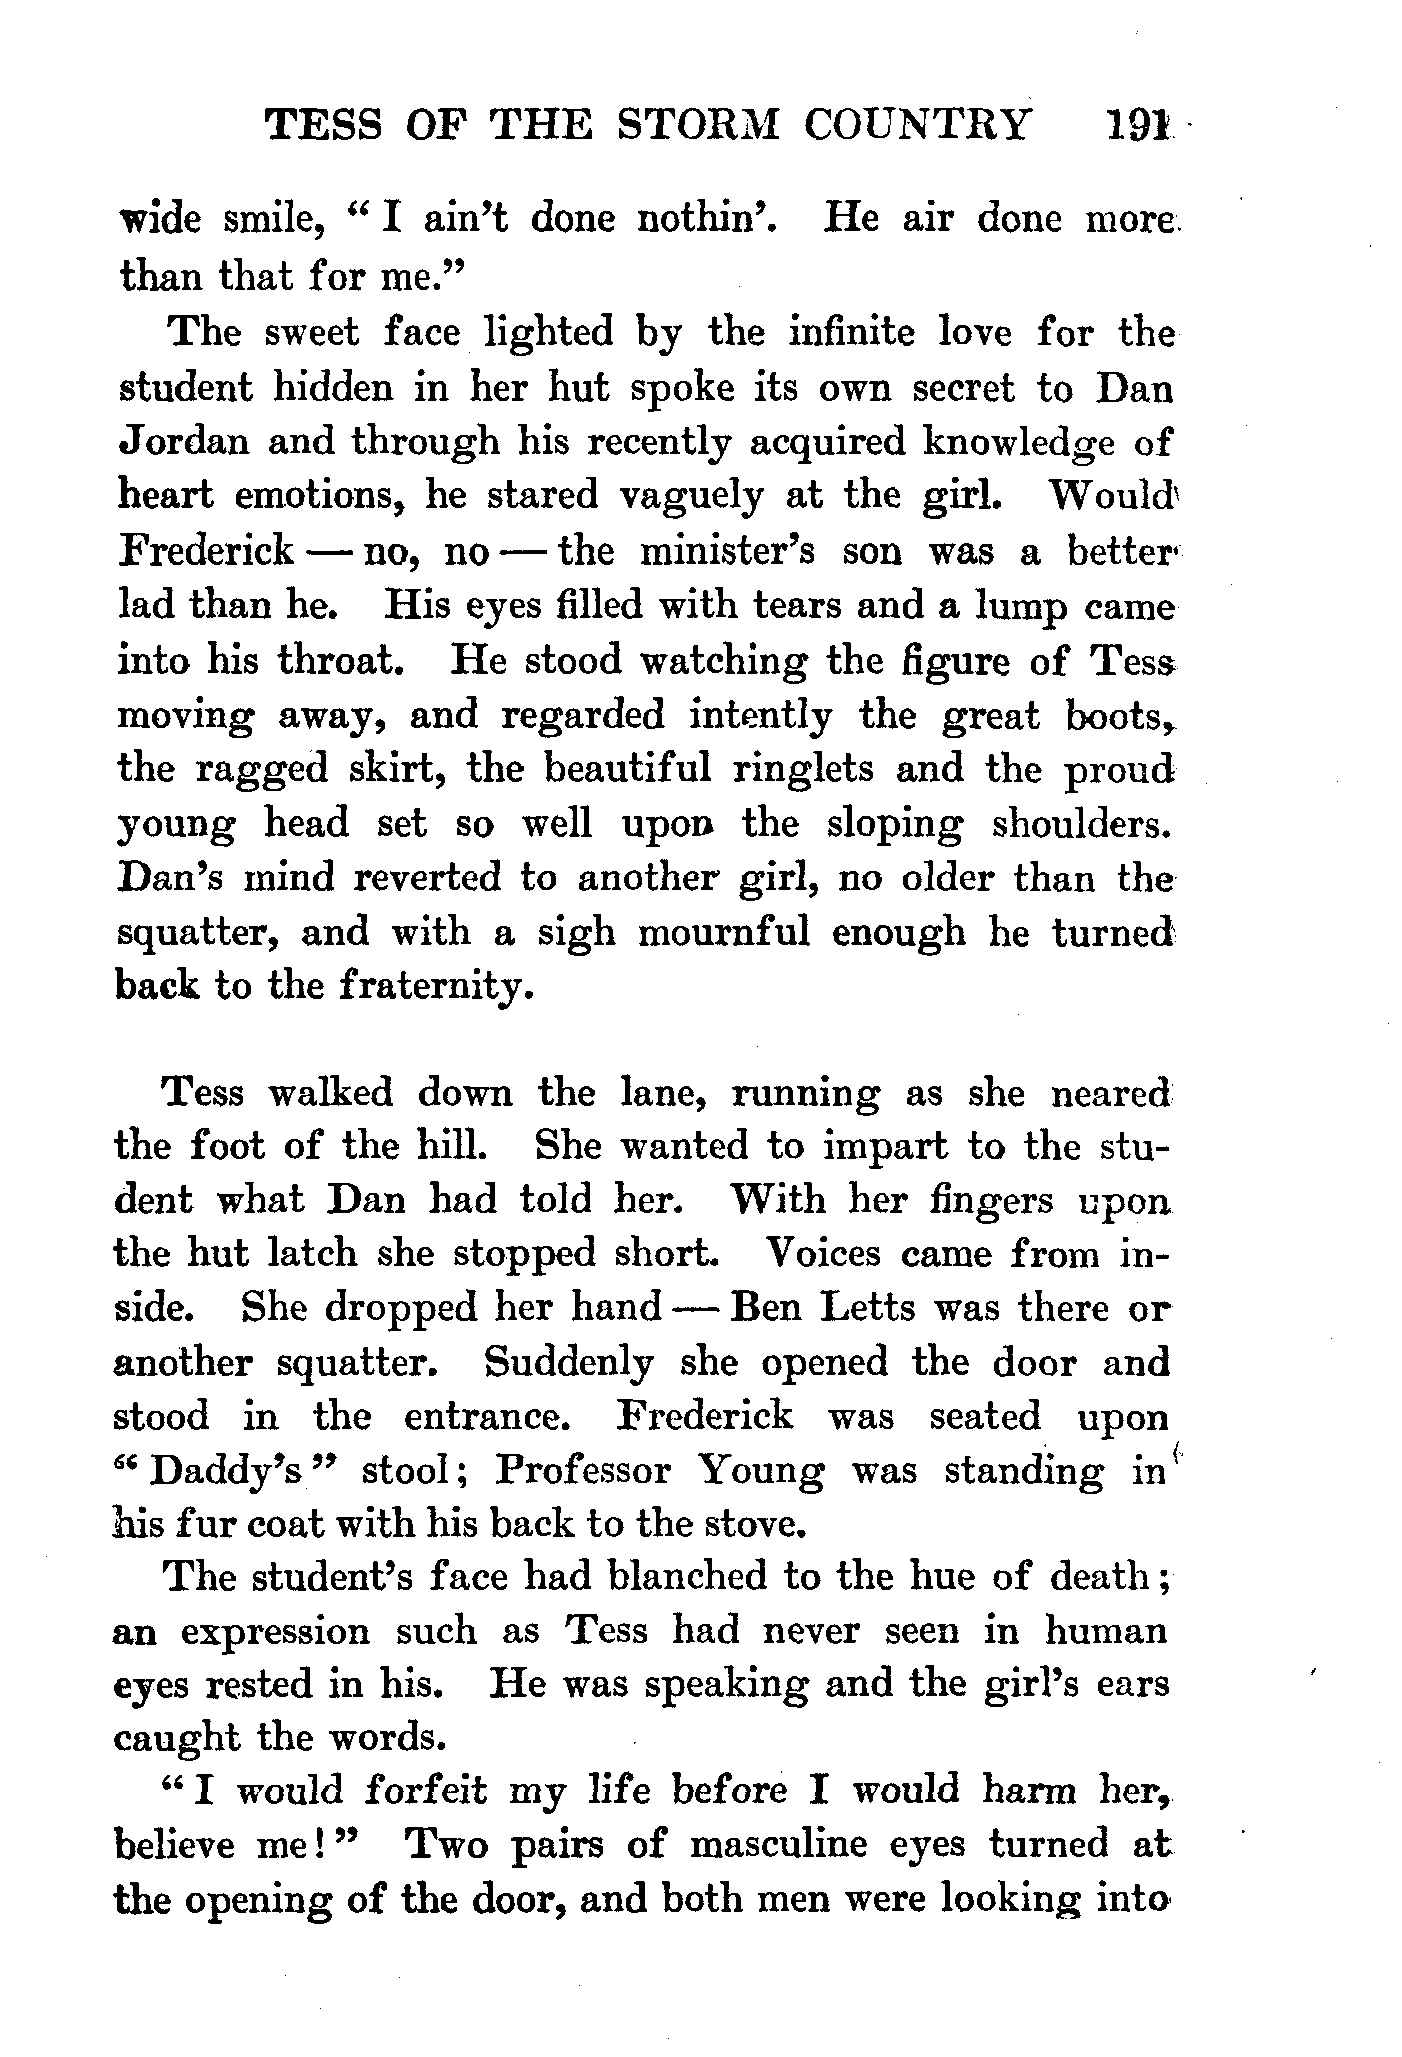 TESS OF THE STORM COUNTRY 191
wide smile, “ I ain’t done nothin’. He air done more
than that for me.”
The sweet face lighted by the infinite love for the
student hidden in her hut spoke its own secret to Dan
Jordan and through his recently acquired knowledge of
heart emotions, he stared vaguely at the girl. Would
Frederick — no, no — the minister’s son was a better
lad than he. His eyes filled with tears and a lump came
into his throat. He stood watching the figure of Tess
moving away, and regarded intently the great boots,
the ragged skirt, the beautiful ringlets and the proud
young head set so well upon the sloping shoulders.
Dan’s mind reverted to another girl, no older than the
squatter, and with a sigh mournful enough he turned
back to the fraternity.
Tess walked down the lane, running as she neared
the foot of the hill. She wanted to impart to the stu-
dent what Dan had told her. With her fingers upon
the hut latch she stopped short. Voices came from in-
side. She dropped her hand — Ben Letts was there or
another squatter. Suddenly she opened the door and
stood in the entrance. Frederick was seated upon
“ Daddy’s ” stool; Professor Young was standing in
his fur coat with his back to the stove.
The student’s face had blanched to the hue of death;
an expression such as Tess had never seen in human
eyes rested in his. He was speaking and the girl’s ears
caught the words.
“ I would forfeit my life before I would harm her,
believe me! ” Two pairs of masculine eyes turned at
the opening of the door, and both men were looking into